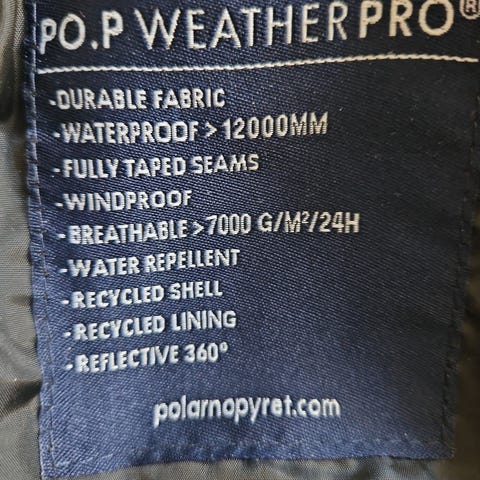 PO.P WEATHERPRO®
-DURABLE FABRIC
-WATERPROOF > 12000MM
-FULLY TAPED SEAMS
-WINDPROOF
-BREATHABLE >7000 G/M²/24H
-WATER REPELLENT
-RECYCLED SHELL
-RECYCLED LINING
-REFLECTIVE 360°
polarnopyret.com